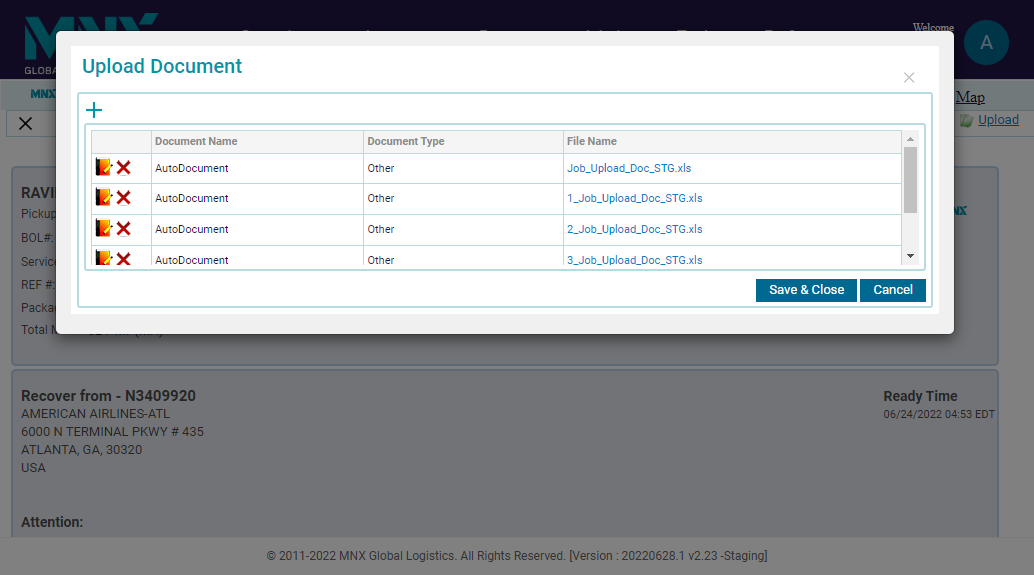 MNX
GLOBA
Welcome
A
MNX
Map
Upload
Upload Document
Document Name Document Type File Name
AutoDocument Other Job_Upload_Doc_STG.xls
AutoDocument Other 1_Job_Upload_Doc_STG.xls
AutoDocument Other 2_Job_Upload_Doc_STG.xls
AutoDocument Other 3_Job_Upload_Doc_STG.xls
Save & Close Cancel
RAVI
Pickup
BOL#:
Service
REF #:
Packa
Total
Recover from - N3409920
Ready Time
AMERICAN AIRLINES-ATL
06/24/2022 04:53 EDT
6000 N TERMINAL PKWY # 435
ATLANTA, GA, 30320
USA
Attention:
© 2011-2022 MNX Global Logistics. All Rights Reserved. [Version : 20220628.1 v2.23 -Staging]